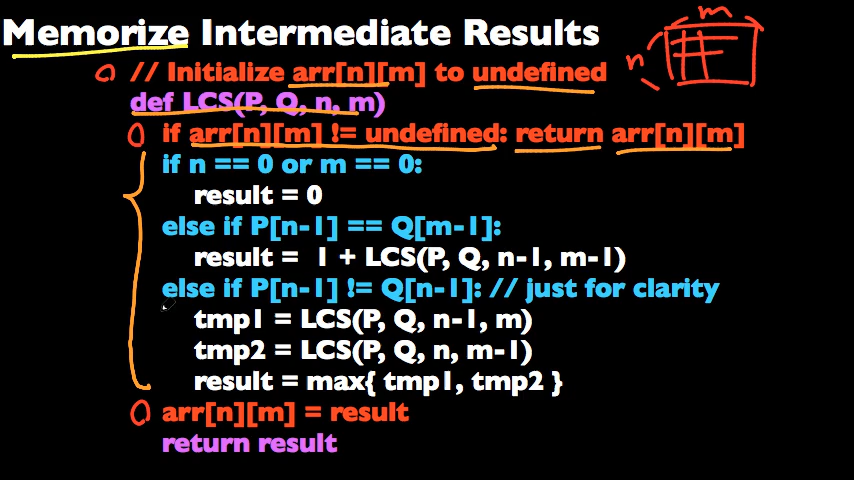 Memorize Intermediate Results
m
n
// Initialize arr[n][m] to undefined
def LCS(P, Q, n, m)
if arr[n][m] != undefined: return arr[n][m]
if n == 0 or m == 0:
result = 0
else if P[n-1] == Q[m-1]:
result = 1 + LCS(P, Q, n-1, m-1)
else if P[n-1] != Q[n-1]: // just for clarity
tmp1 = LCS(P, Q, n-1, m)
tmp2 = LCS(P, Q, n, m-1)
result = max{ tmp1, tmp2 }
arr[n][m] = result
return result